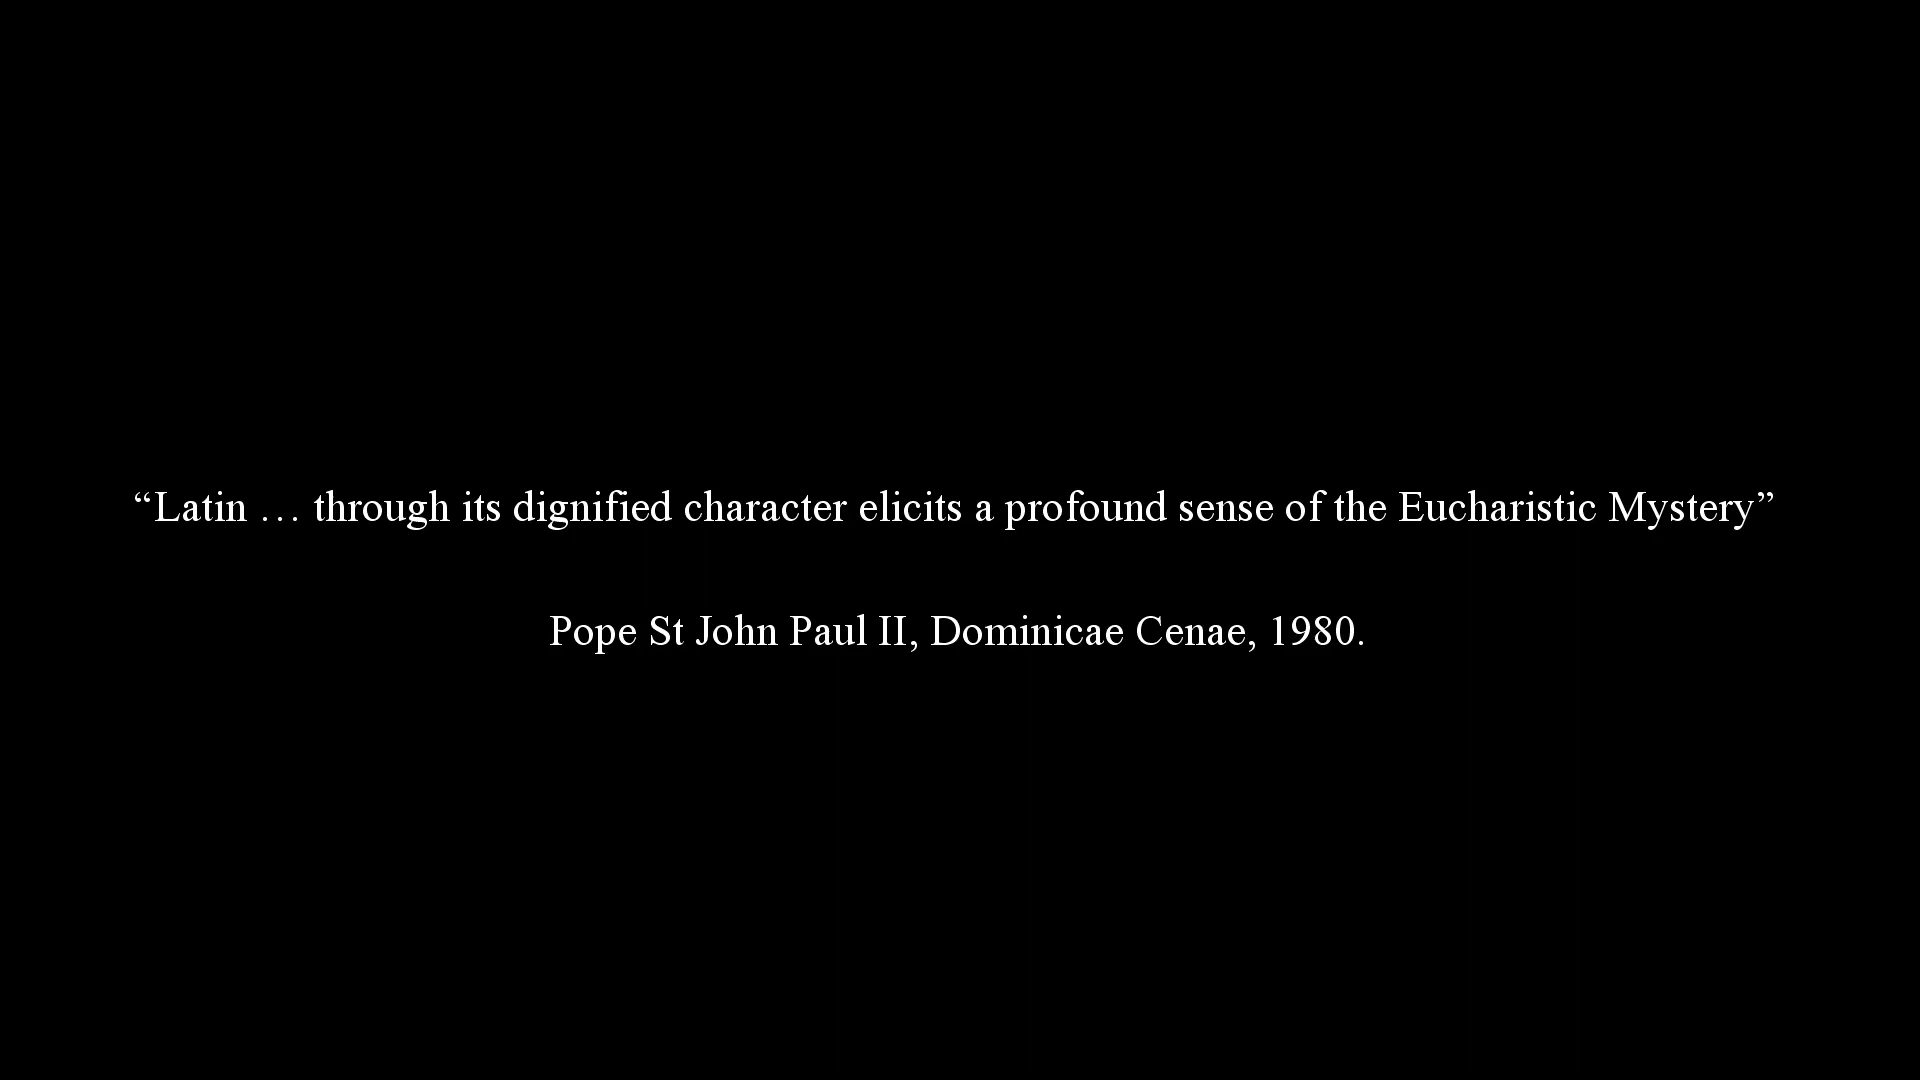 “Latin … through its dignified character elicits a profound sense of the Eucharistic Mystery”
Pope St John Paul II, Dominicae Cenae, 1980.